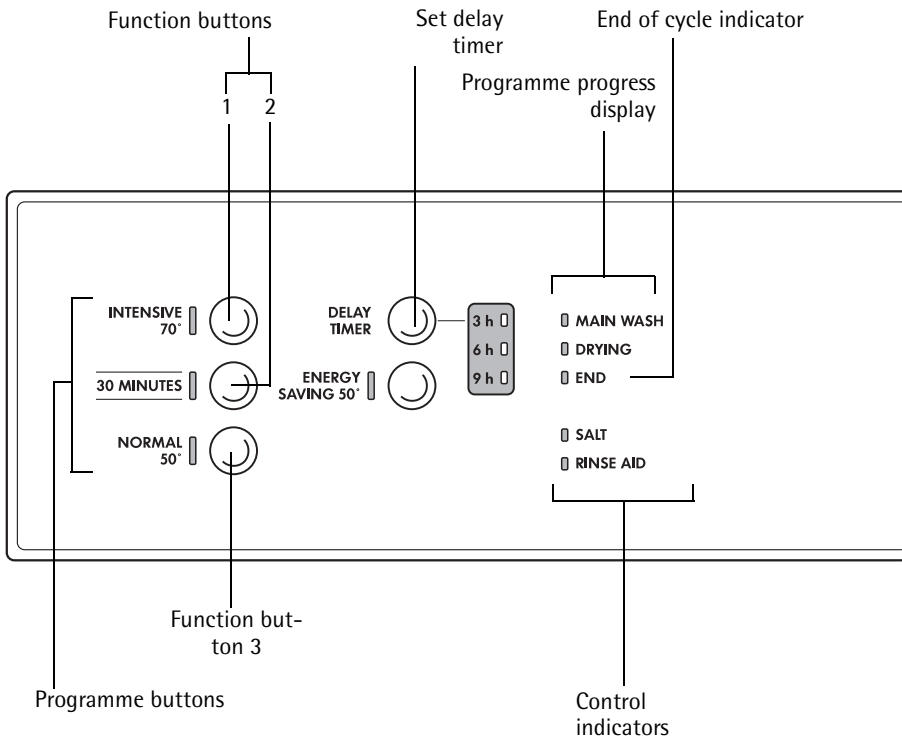 Function buttons
Set delay
timer
End of cycle indicator
Programme progress
display
1 2
INTENSIVE
70°
30 MINUTES
NORMAL
50°
DELAY
TIMER
ENERGY
SAVING 50°
3 h
6 h
9 h
MAIN WASH
DRYING
END
SALT
RINSE AID
Function but-
ton 3
Programme buttons
Control
indicators